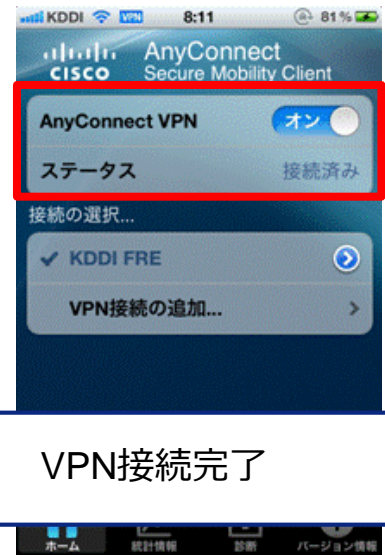 KDDI VPN 8:11 81%
CISCO
AnyConnect
Secure Mobility Client
AnyConnect VPN オン
ステータス 接続済み
接続の選択...
KDDI FRE
VPN接続の追加...
VPN接続完了
ホーム 統計情報 診断 バージョン情報